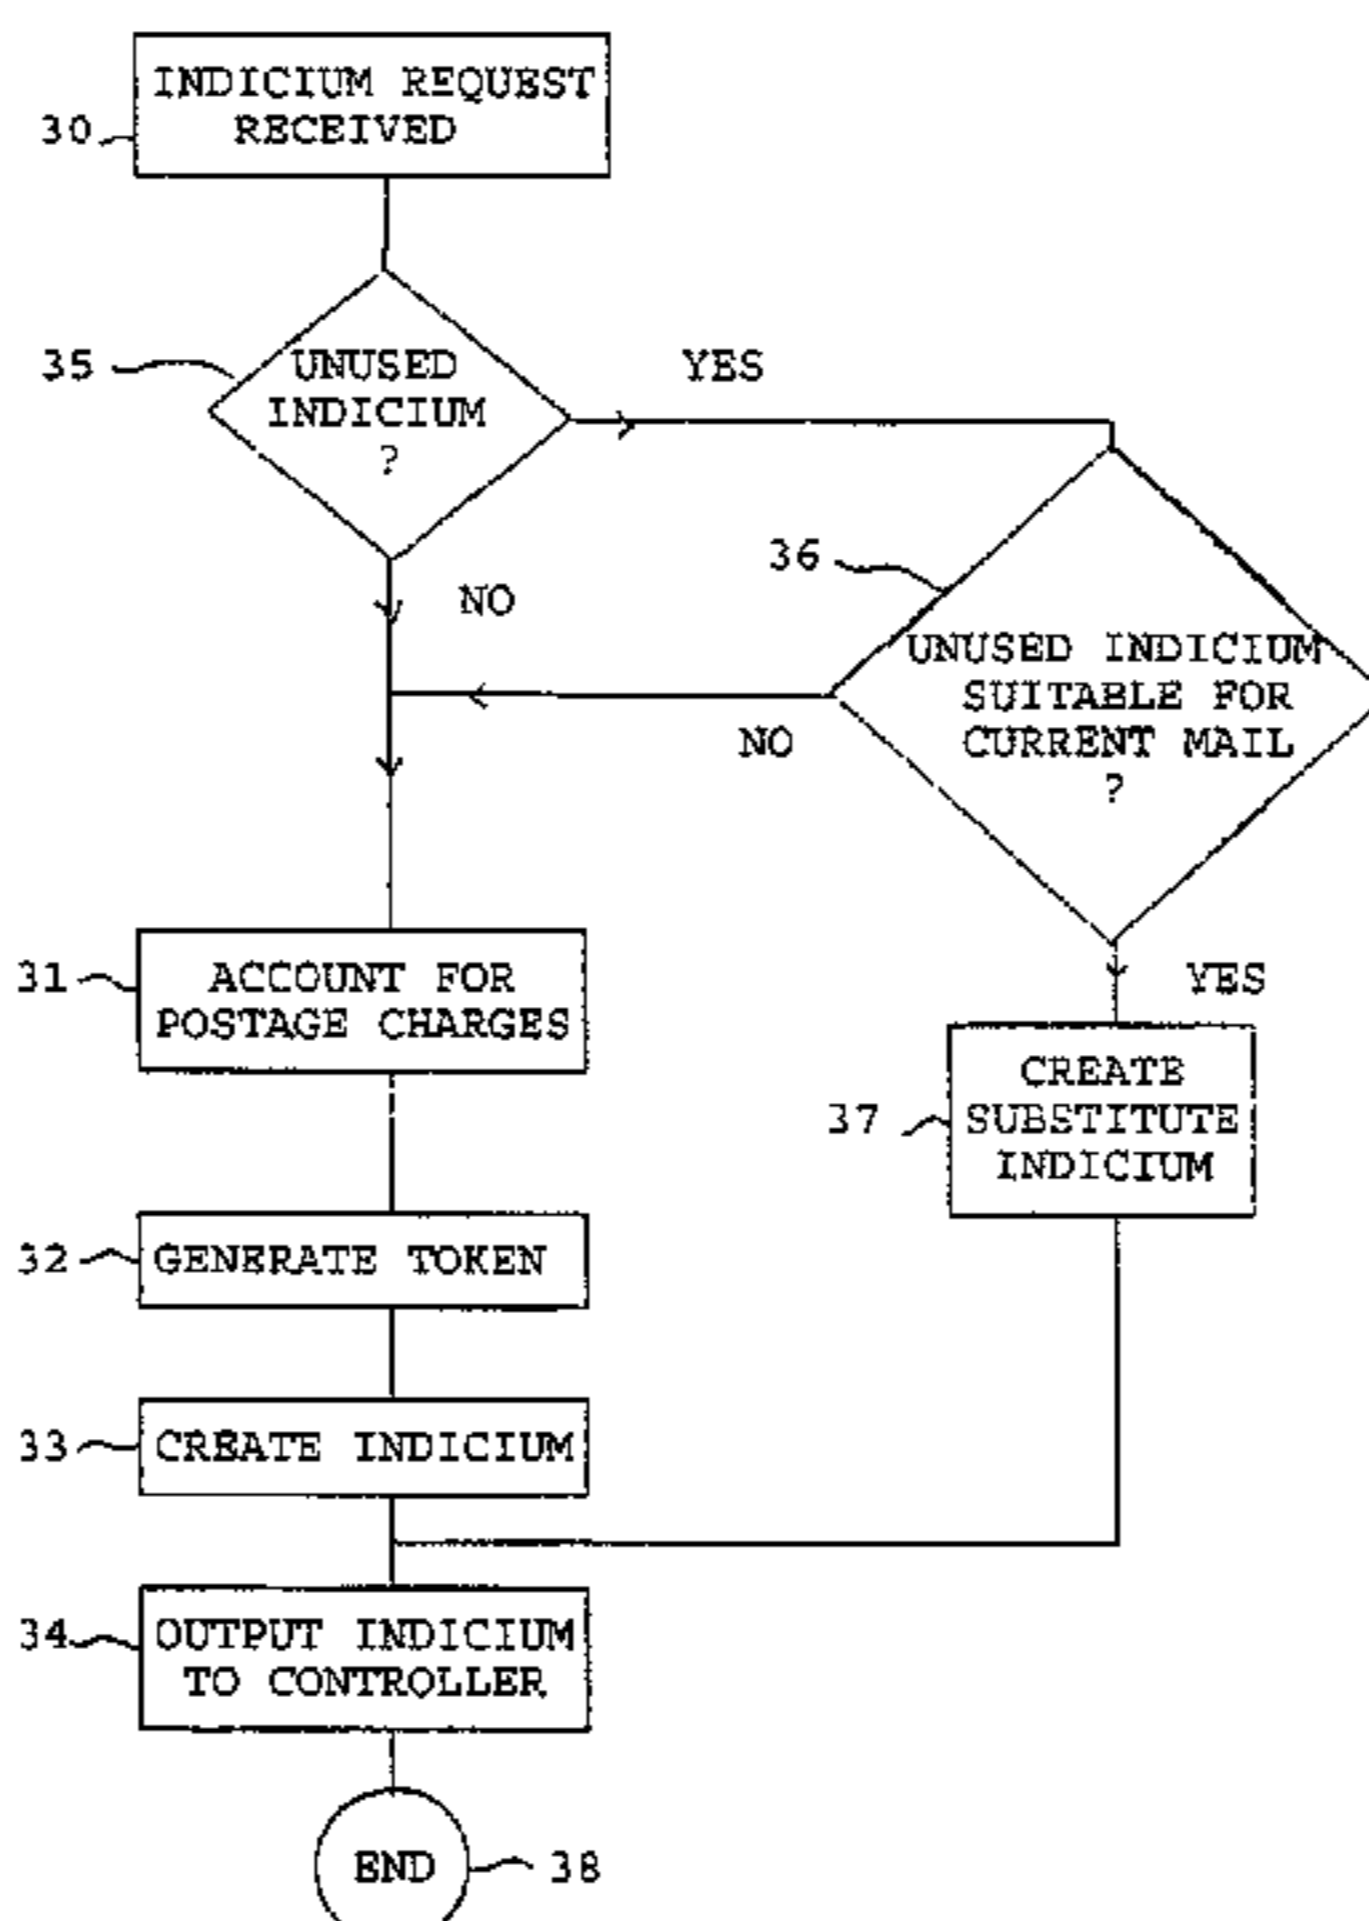 INDICIUM REQUEST
RECEIVED
30
35
UNUSED
INDICIUM
?
YES
NO
36
UNUSED INDICIUM
SUITABLE FOR
CURRENT MAIL
?
NO
YES
31
ACCOUNT FOR
POSTAGE CHARGES
37
CREATE
SUBSTITUTE
INDICIUM
32
GENERATE TOKEN
33
CREATE INDICIUM
34
OUTPUT INDICIUM
TO CONTROLLER
END
38